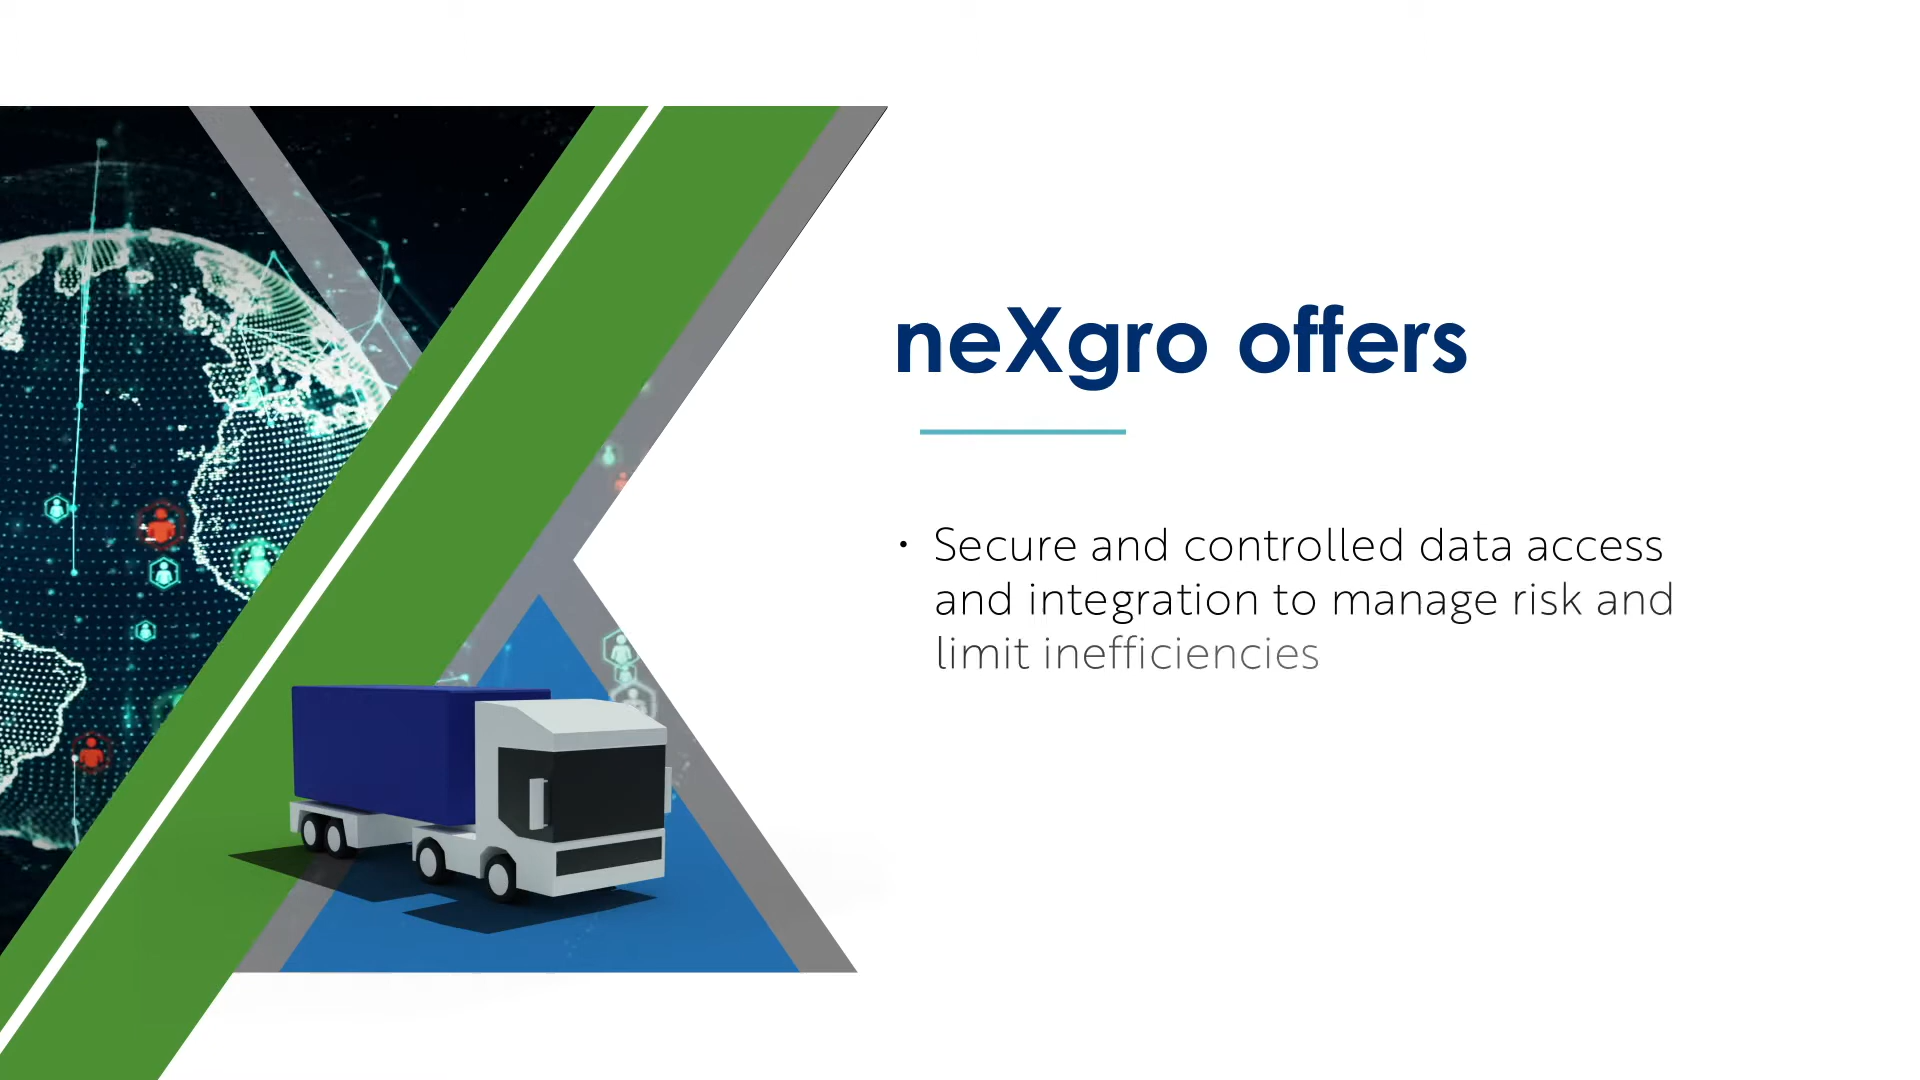 neXgro offers
• Secure and controlled data access
and integration to manage risk and
limit inefficiencies